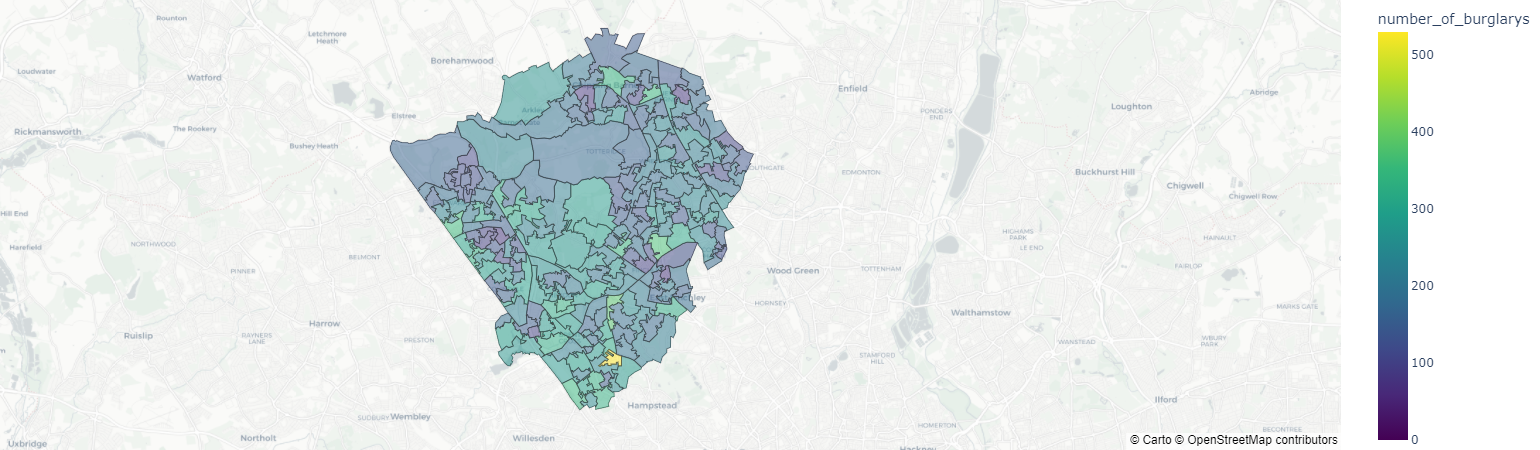 number_of_burglarys
500
400
300
200
100
0
Rounton
Letchmore
Heath
Borehamwood
Loudwater
Watford
Enfield
PONDERS
END
Loughton
Abridge
Elstree
Rickmansworth
The Rookery
Bushey Heath
Arkley
TOTTERIDGE
OUTHGATE
EDMONTON
Buckhurst Hill
Chigwell
Chigwell Row
Hill End
Harefield
NORTHWOOD
BELMONT
PINNER
HIGHAMS
PARK
LE END
HAINAULT
FAIRLOP
Wood Green
TOTTENHAM
HORNSEY
Walthamstow
MARKS GATE
Ruislip
RAYNERS
LANE
Harrow
PRESTON
STAMFORD
HILL
WANSTEAD
WBURY
PARK
Hampstead
SUDBURY
Wembley
Ilford
Uxbridge
Northolt
Willesden
HOMERTON
Hackney
BECONTREE
© Carto © OpenStreetMap contributors